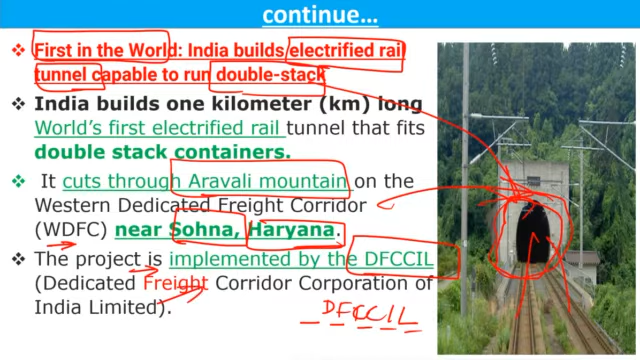 continue...
• First in the World: India builds electrified rail
tunnel capable to run double-stack
• India builds one kilometer (km) long
World's first electrified rail tunnel that fits
double stack containers.
• It cuts through Aravali mountain on the
Western Dedicated Freight Corridor
(WDFC) near Sohna, Haryana.
• The project is implemented by the DFCCIL
(Dedicated Freight Corridor Corporation of
India Limited).
DFCCIL